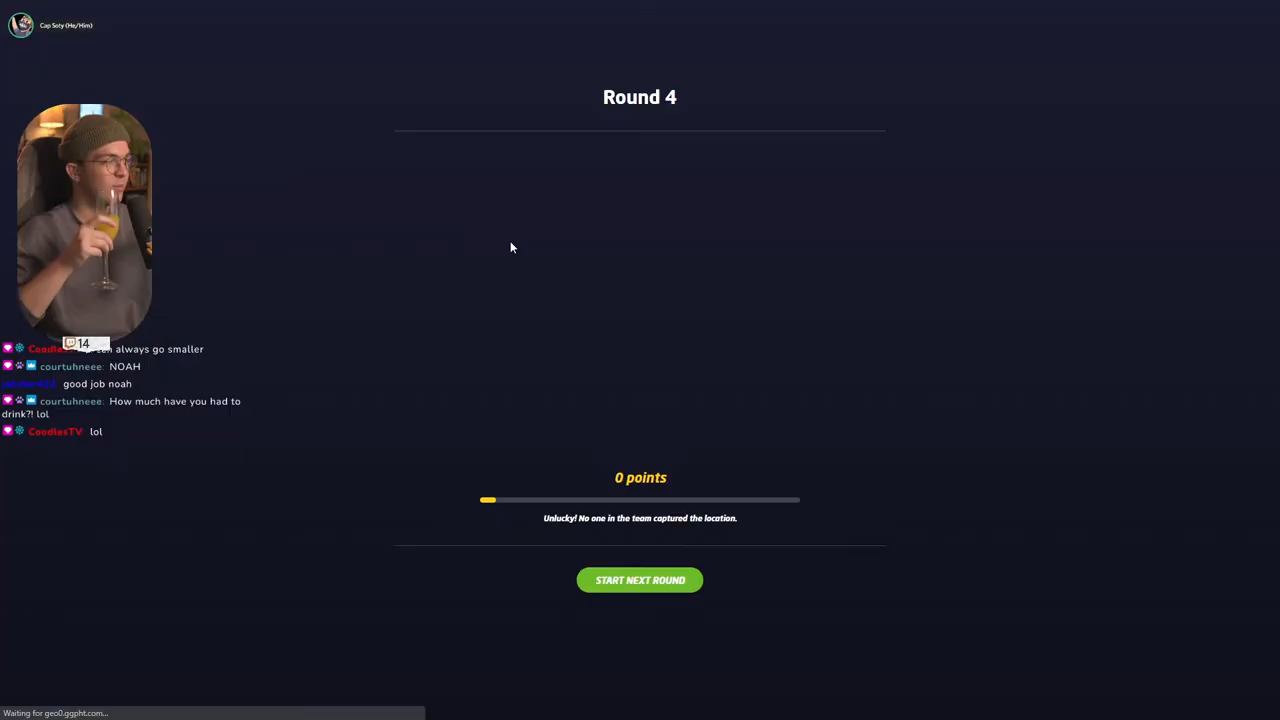 Cap Soty (He/Him)
Round 4
14
can always go smaller
courtuhneee: NOAH
good job noah
courtuhneee: How much have you had to
drink?! lol
CoodlesTV: lol
0 points
Unlucky! No one in the team captured the location.
START NEXT ROUND
Waiting for geo0.ggpht.com...